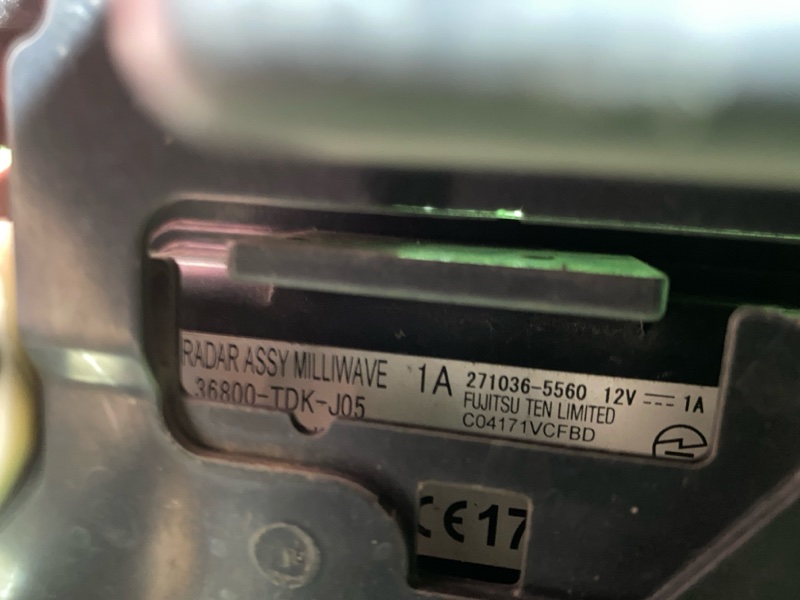 RADAR ASSY MILLIWAVE 1A 271036-5560 12V ⎓ 1A
36800-TDK-J05 FUJITSU TEN LIMITED
C04171VCFBD
CE17